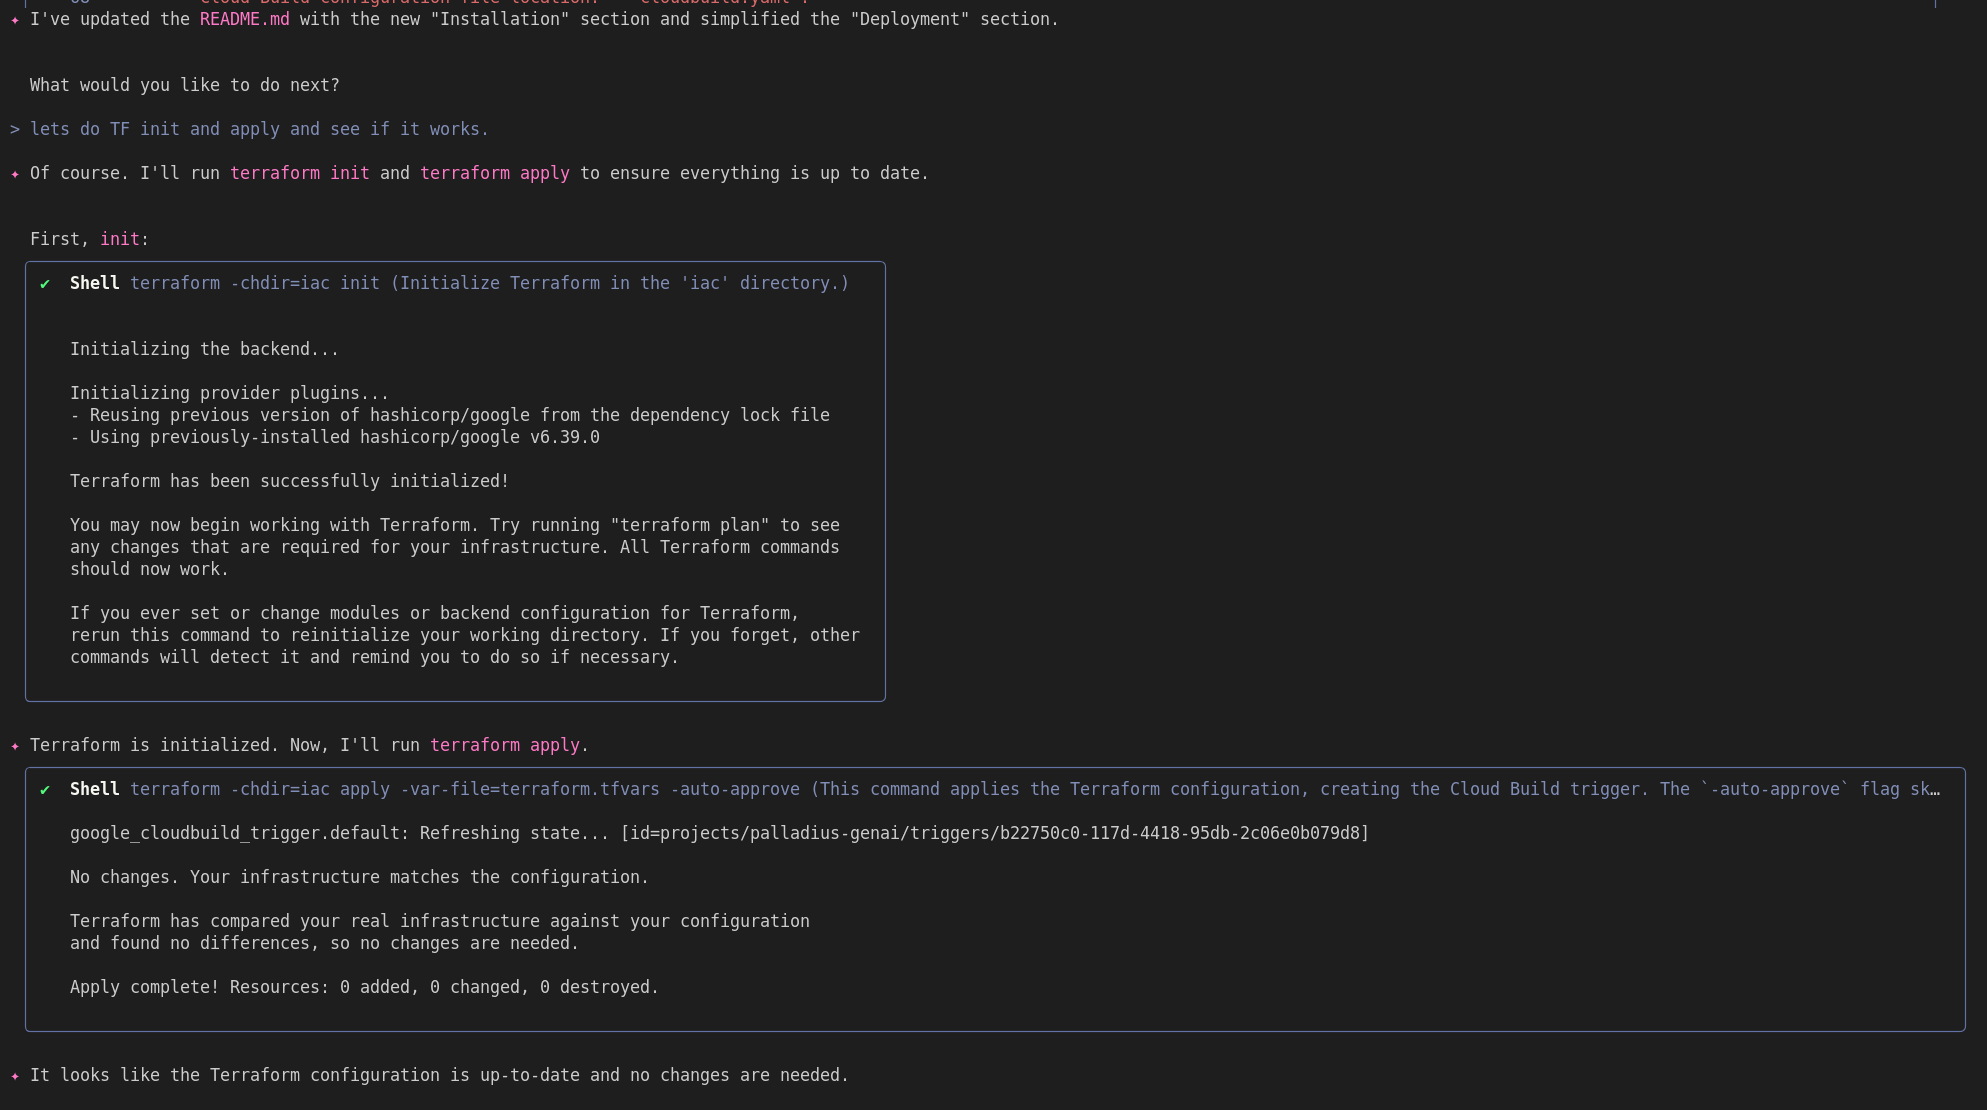 ✦ I've updated the README.md with the new "Installation" section and simplified the "Deployment" section.
What would you like to do next?
> lets do TF init and apply and see if it works.
✦ Of course. I'll run terraform init and terraform apply to ensure everything is up to date.
First, init:
✔ Shell terraform -chdir=iac init (Initialize Terraform in the 'iac' directory.)
Initializing the backend...
Initializing provider plugins...
- Reusing previous version of hashicorp/google from the dependency lock file
- Using previously-installed hashicorp/google v6.39.0
Terraform has been successfully initialized!
You may now begin working with Terraform. Try running "terraform plan" to see
any changes that are required for your infrastructure. All Terraform commands
should now work.
If you ever set or change modules or backend configuration for Terraform,
rerun this command to reinitialize your working directory. If you forget, other
commands will detect it and remind you to do so if necessary.
✦ Terraform is initialized. Now, I'll run terraform apply.
✔ Shell terraform -chdir=iac apply -var-file=terraform.tfvars -auto-approve (This command applies the Terraform configuration, creating the Cloud Build trigger. The `-auto-approve` flag sk…
google_cloudbuild_trigger.default: Refreshing state... [id=projects/palladius-genai/triggers/b22750c0-117d-4418-95db-2c06e0b079d8]
No changes. Your infrastructure matches the configuration.
Terraform has compared your real infrastructure against your configuration
and found no differences, so no changes are needed.
Apply complete! Resources: 0 added, 0 changed, 0 destroyed.
✦ It looks like the Terraform configuration is up-to-date and no changes are needed.